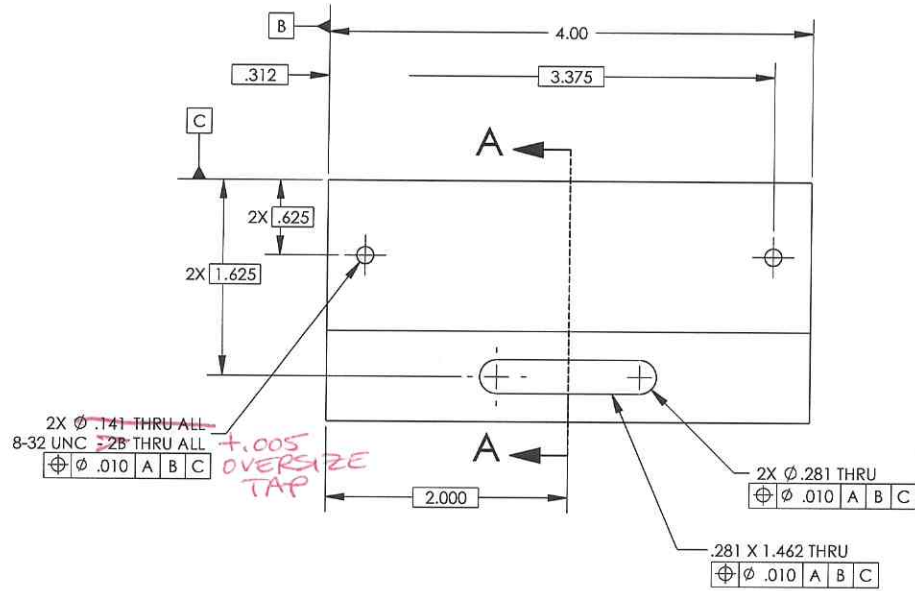 B
4.00
.312
3.375
C
A
2X .625
2X 1.625
2X Ø .141 THRU ALL
8-32 UNC - 2B THRU ALL
⌖ Ø .010 A B C
+.005
OVERSIZE
TAP
A
2.000
2X Ø .281 THRU
⌖ Ø .010 A B C
.281 X 1.462 THRU
⌖ Ø .010 A B C